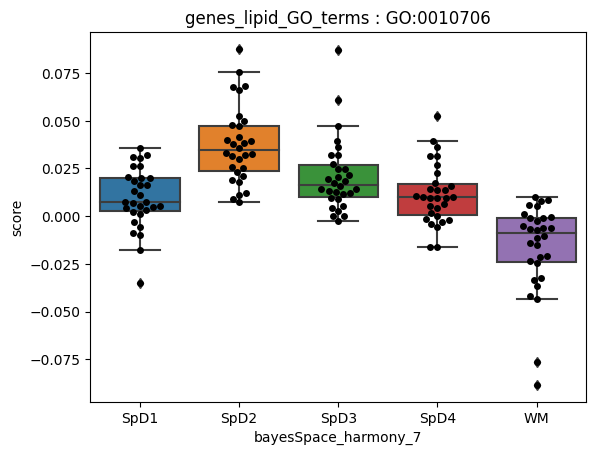 genes_lipid_GO_terms : GO:0010706
score
0.075
0.050
0.025
0.000
−0.025
−0.050
−0.075
SpD1 SpD2 SpD3 SpD4 WM
bayesSpace_harmony_7